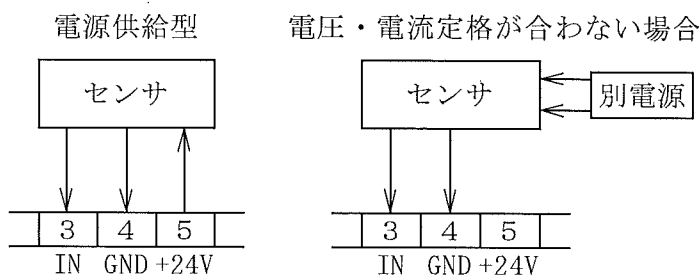 電源供給型
電圧・電流定格が合わない場合
センサ
センサ
別電源
3 4 5
3 4 5
IN GND +24V
IN GND +24V